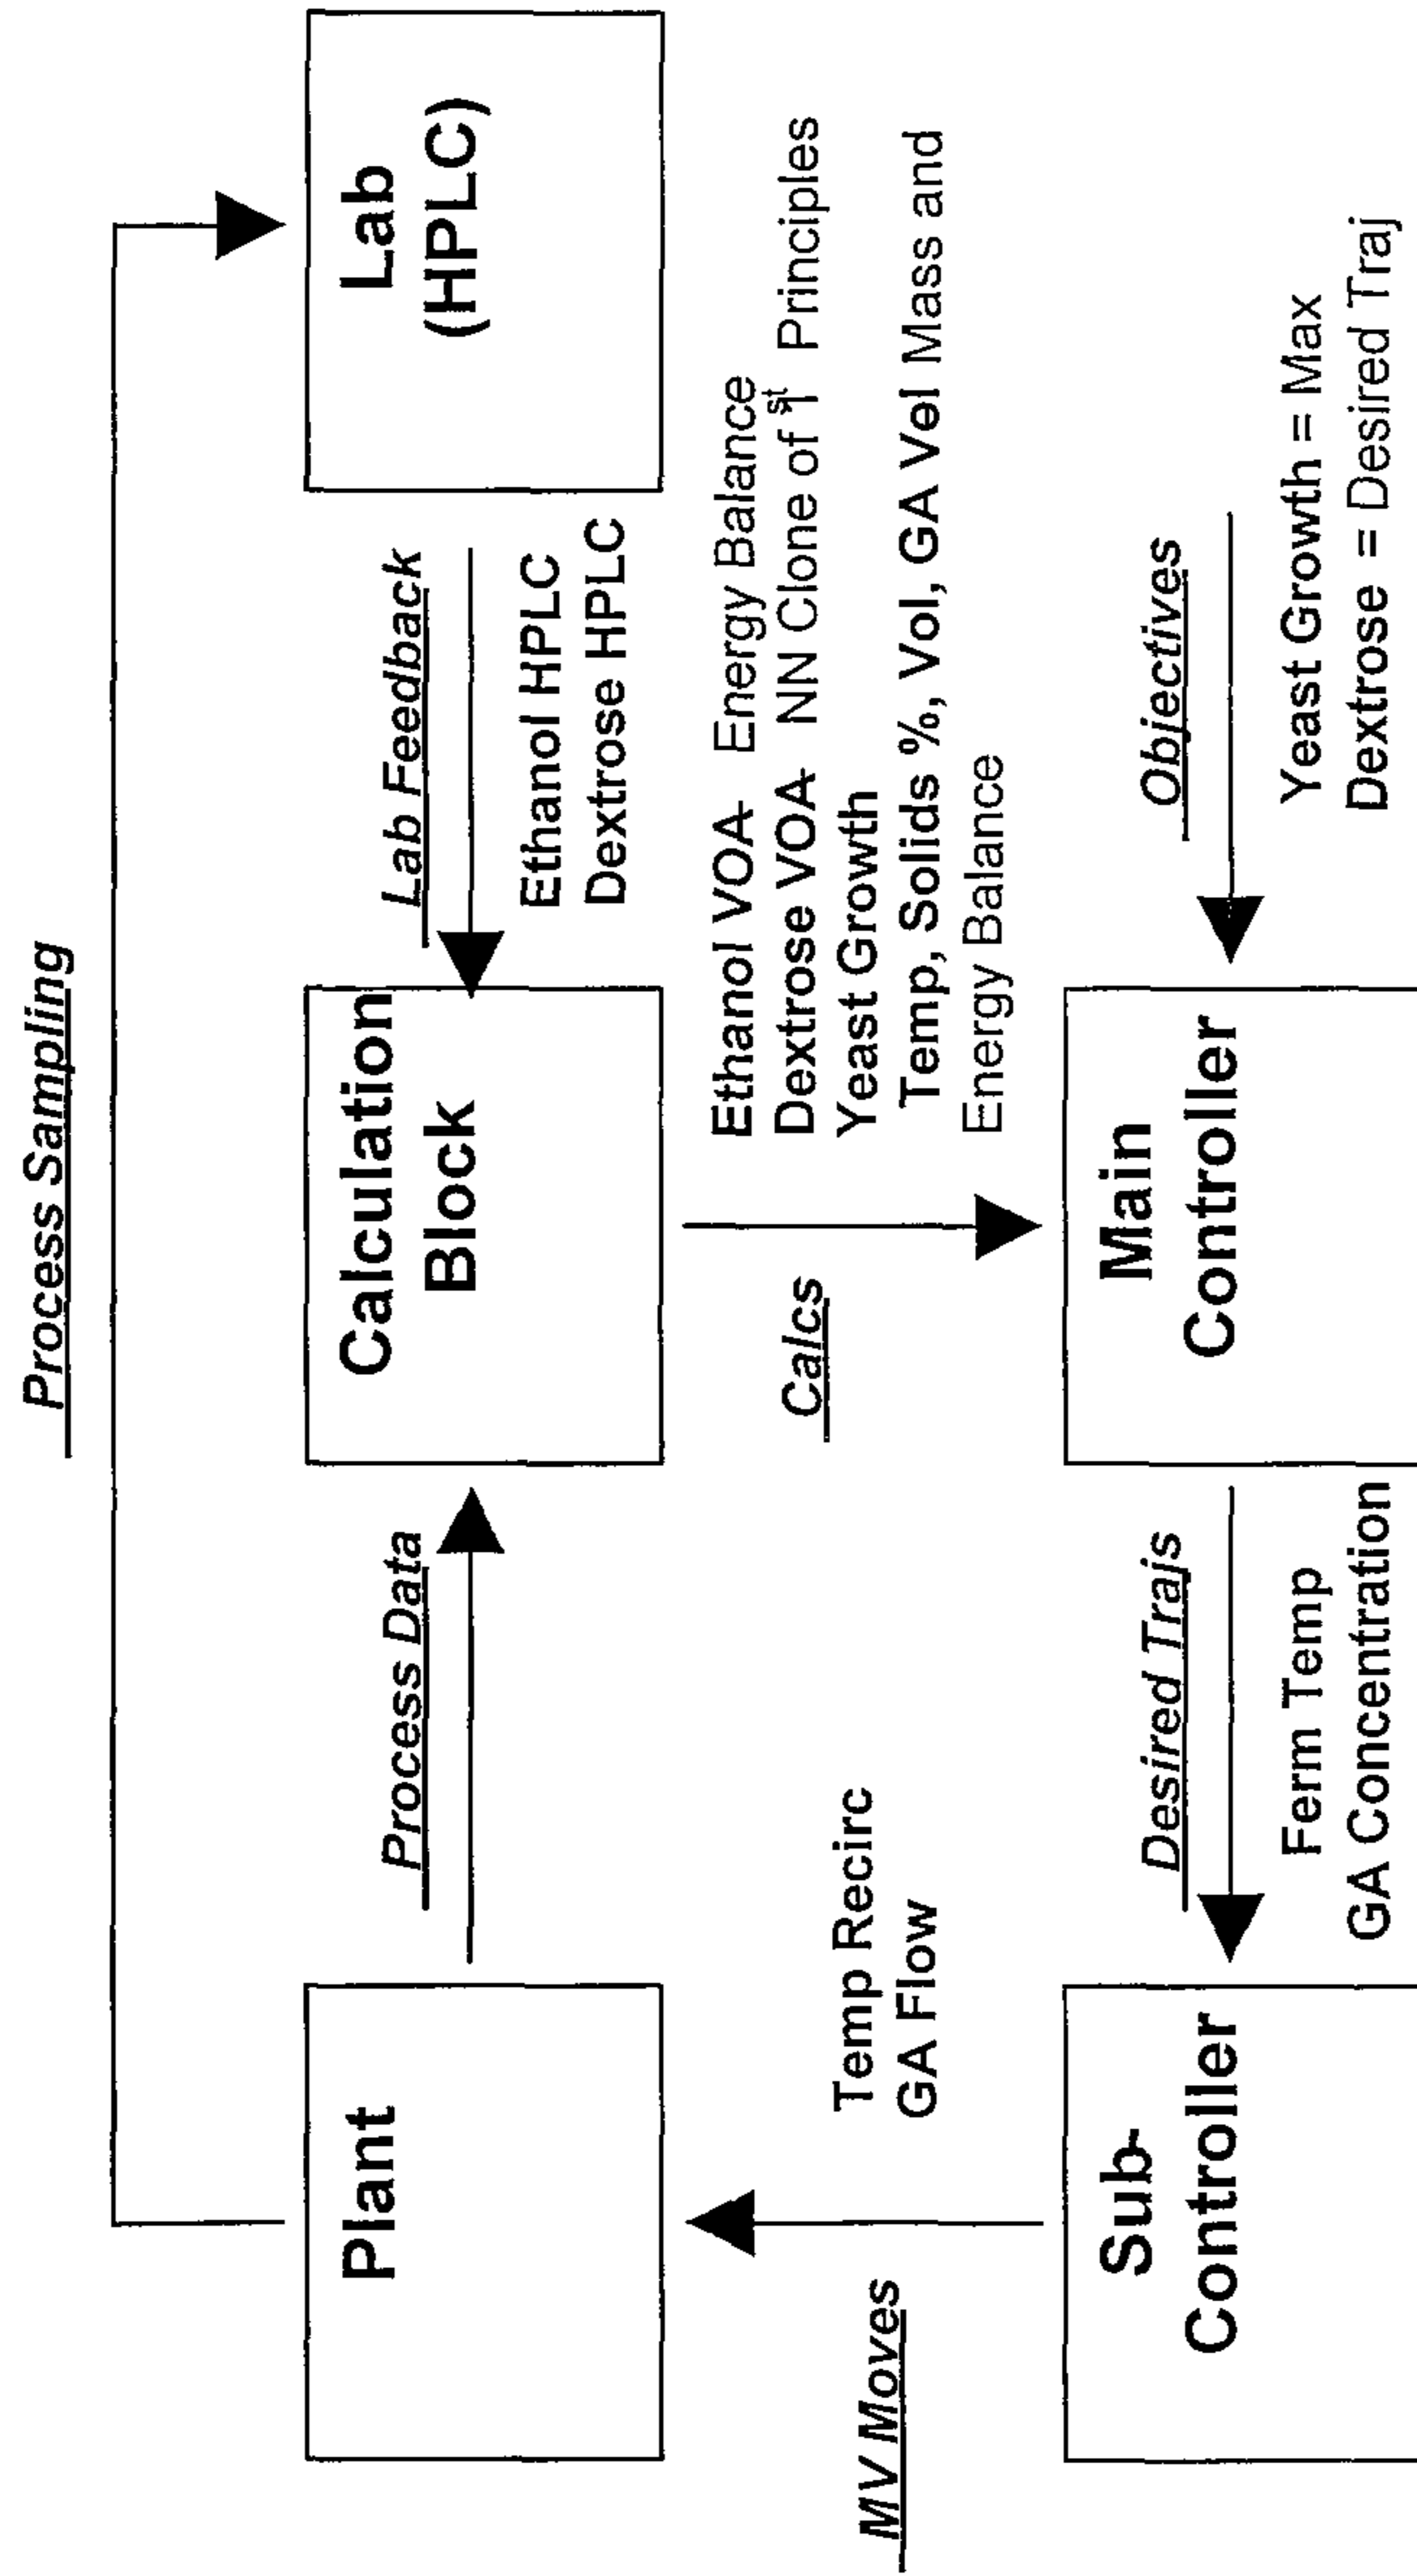 Process Sampling
Plant
Process Data
Calculation
Block
Lab Feedback
Ethanol HPLC
Dextrose HPLC
Lab
(HPLC)
MV Moves
Temp Recirc
GA Flow
Calcs
Ethanol VOA- Energy Balance
Dextrose VOA- NN Clone of 1st Principles
Yeast Growth
Temp, Solids %, Vol, GA Vel Mass and
Energy Balance
Sub-
Controller
Desired Trajs
Ferm Temp
GA Concentration
Main
Controller
Objectives
Yeast Growth = Max
Dextrose = Desired Traj